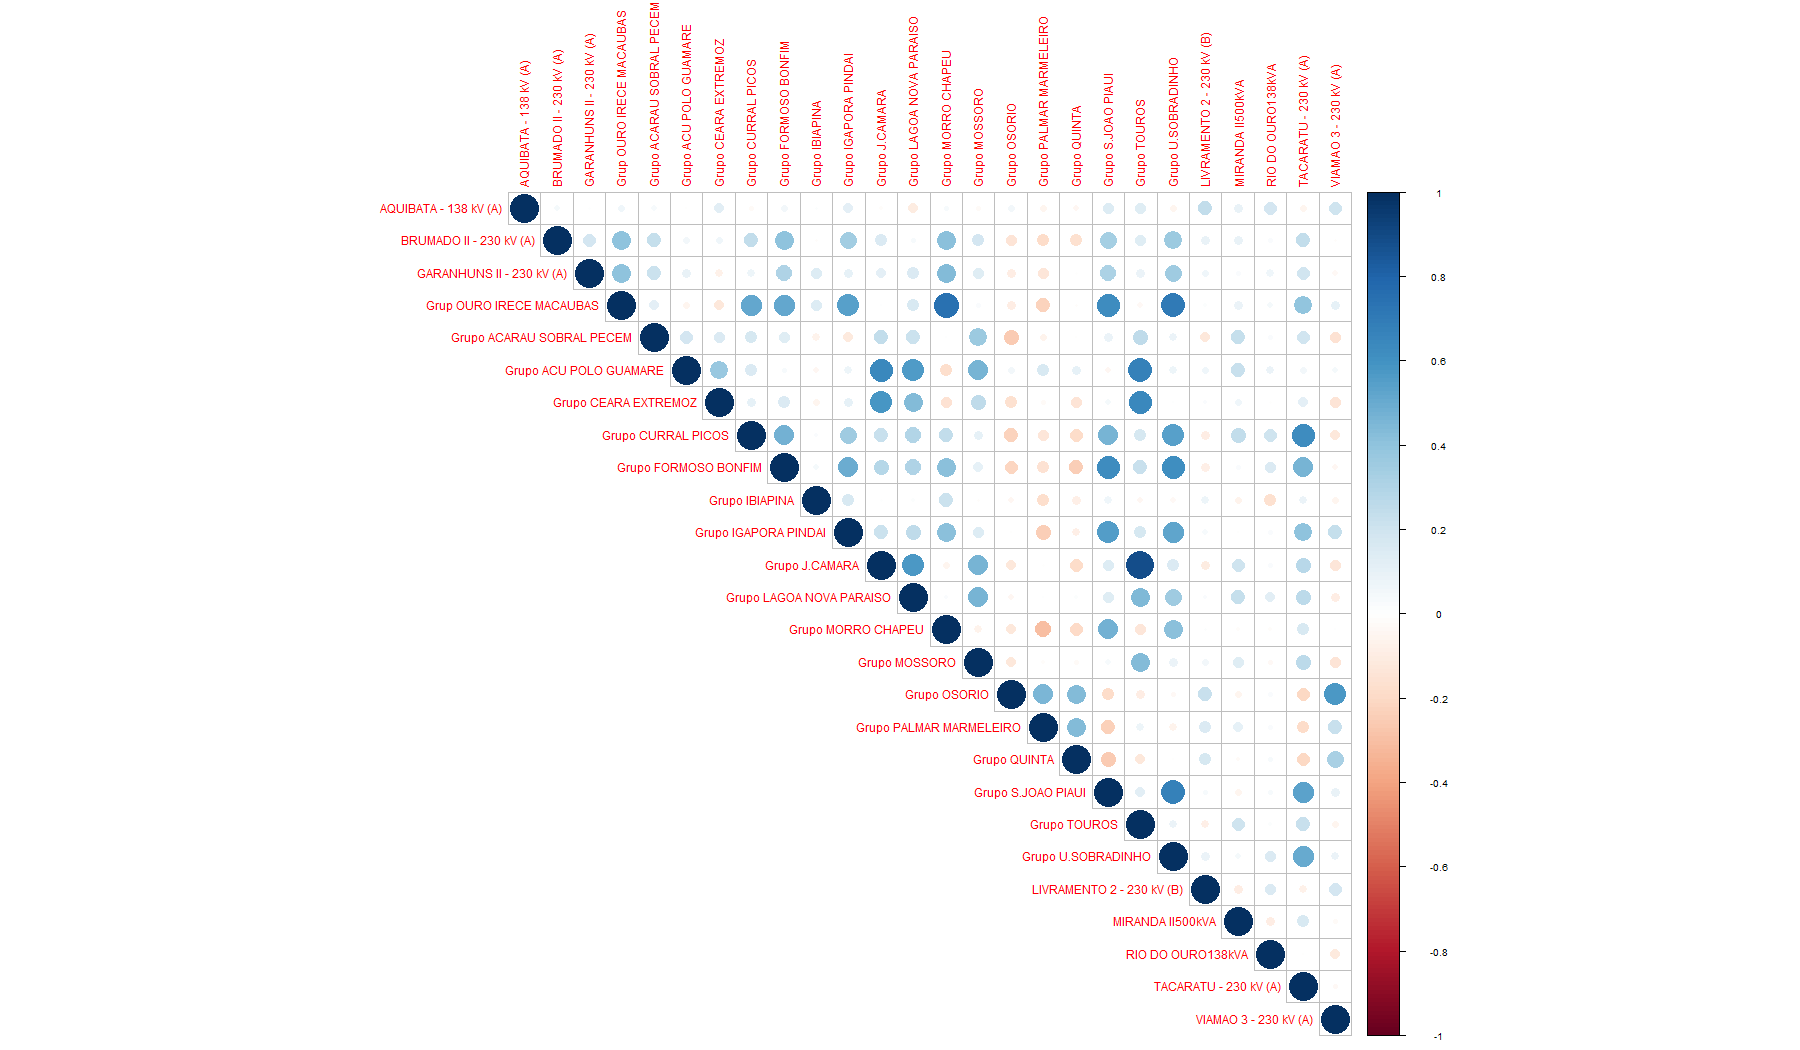 AQUIBATA - 138 kV (A)
BRUMADO II - 230 kV (A)
GARANHUNS II - 230 kV (A)
Grup OURO IRECE MACAUBAS
Grupo ACARAU SOBRAL PECEM
Grupo ACU POLO GUAMARE
Grupo CEARA EXTREMOZ
Grupo CURRAL PICOS
Grupo FORMOSO BONFIM
Grupo IBIAPINA
Grupo IGAPORA PINDAI
Grupo J.CAMARA
Grupo LAGOA NOVA PARAISO
Grupo MORRO CHAPEU
Grupo MOSSORO
Grupo OSORIO
Grupo PALMAR MARMELEIRO
Grupo QUINTA
Grupo S.JOAO PIAUI
Grupo TOUROS
Grupo U.SOBRADINHO
LIVRAMENTO 2 - 230 kV (B)
MIRANDA II500kVA
RIO DO OURO138kVA
TACARATU - 230 kV (A)
VIAMAO 3 - 230 kV (A)
AQUIBATA - 138 kV (A)
BRUMADO II - 230 kV (A)
GARANHUNS II - 230 kV (A)
Grup OURO IRECE MACAUBAS
Grupo ACARAU SOBRAL PECEM
Grupo ACU POLO GUAMARE
Grupo CEARA EXTREMOZ
Grupo CURRAL PICOS
Grupo FORMOSO BONFIM
Grupo IBIAPINA
Grupo IGAPORA PINDAI
Grupo J.CAMARA
Grupo LAGOA NOVA PARAISO
Grupo MORRO CHAPEU
Grupo MOSSORO
Grupo OSORIO
Grupo PALMAR MARMELEIRO
Grupo QUINTA
Grupo S.JOAO PIAUI
Grupo TOUROS
Grupo U.SOBRADINHO
LIVRAMENTO 2 - 230 kV (B)
MIRANDA II500kVA
RIO DO OURO138kVA
TACARATU - 230 kV (A)
VIAMAO 3 - 230 kV (A)
1
0.8
0.6
0.4
0.2
0
-0.2
-0.4
-0.6
-0.8
-1